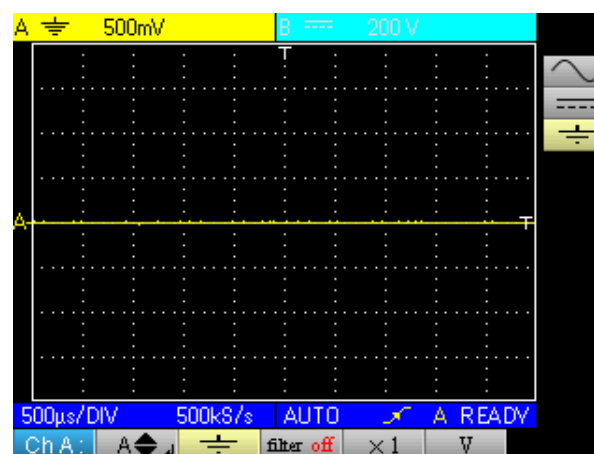 A 500mV B 200 V
T
A T
500µs/DIV 500kS/s AUTO A READY
Ch A: A filter off ×1 V